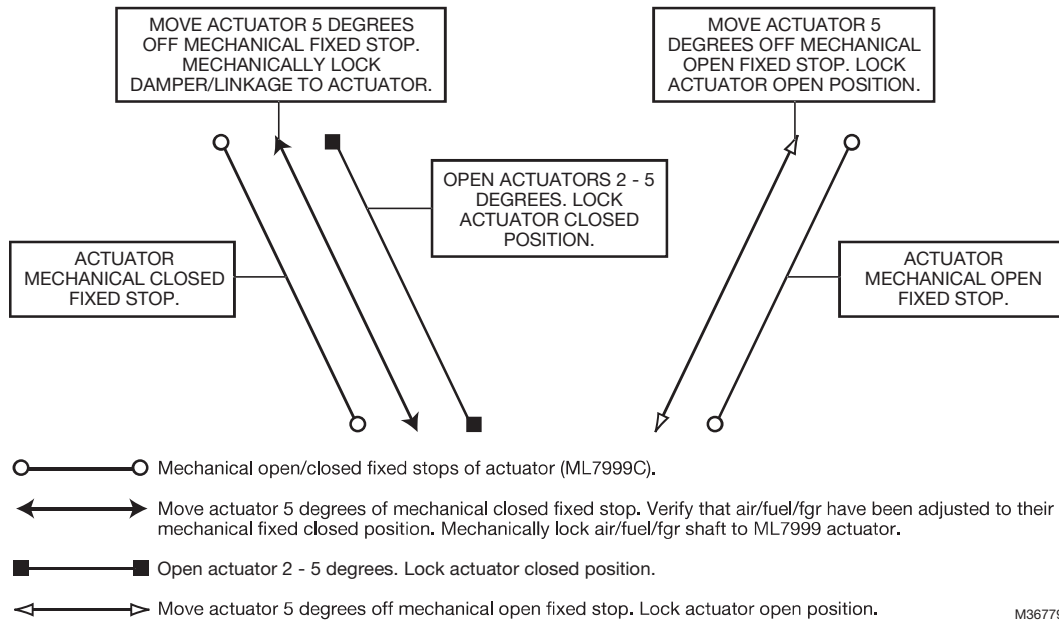 MOVE ACTUATOR 5 DEGREES
OFF MECHANICAL FIXED STOP.
MECHANICALLY LOCK
DAMPER/LINKAGE TO ACTUATOR.
MOVE ACTUATOR 5
DEGREES OFF MECHANICAL
OPEN FIXED STOP. LOCK
ACTUATOR OPEN POSITION.
OPEN ACTUATORS 2 - 5
DEGREES. LOCK
ACTUATOR CLOSED
POSITION.
ACTUATOR
MECHANICAL CLOSED
FIXED STOP.
ACTUATOR
MECHANICAL OPEN
FIXED STOP.
Mechanical open/closed fixed stops of actuator (ML7999C).
Move actuator 5 degrees of mechanical closed fixed stop. Verify that air/fuel/fgr have been adjusted to their
mechanical fixed closed position. Mechanically lock air/fuel/fgr shaft to ML7999 actuator.
Open actuator 2 - 5 degrees. Lock actuator closed position.
Move actuator 5 degrees off mechanical open fixed stop. Lock actuator open position.
M36779